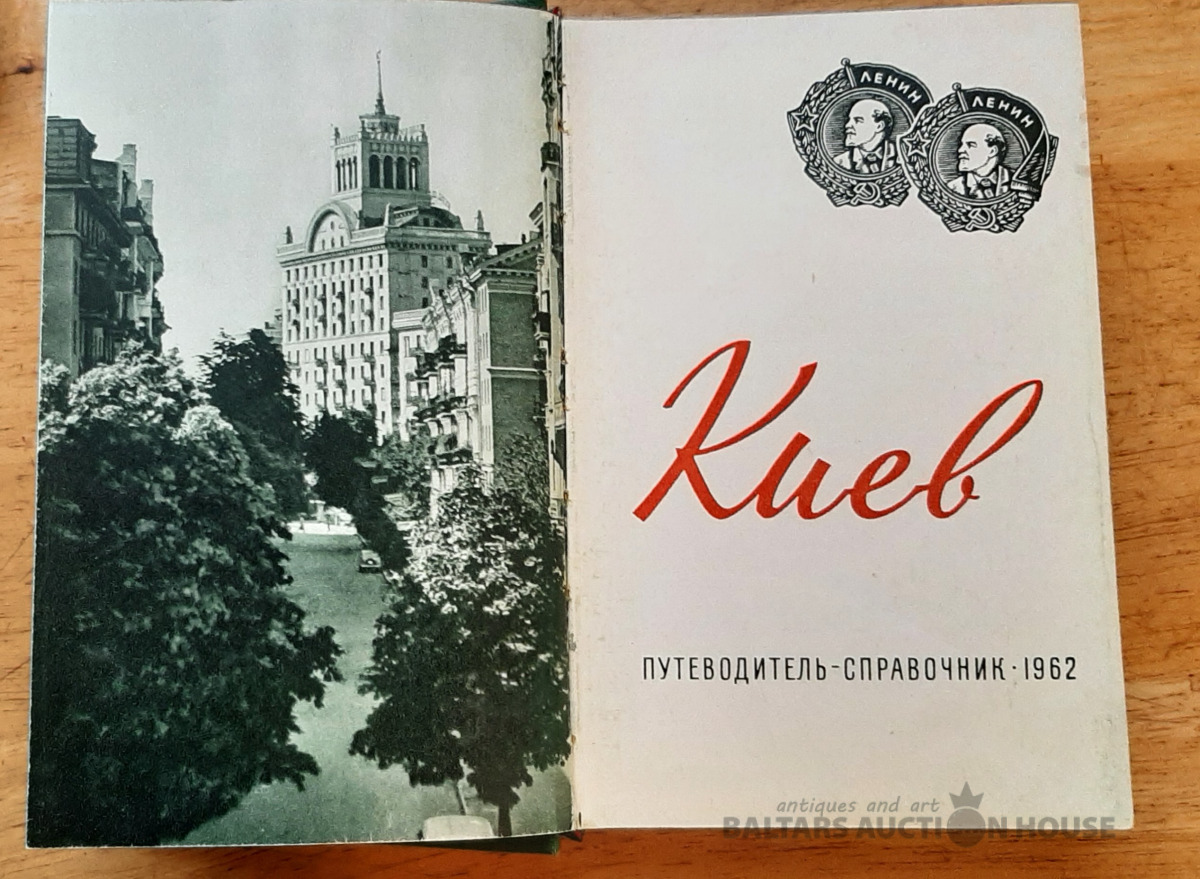 ЛЕНИН
ЛЕНИН
Киев
ПУТЕВОДИТЕЛЬ-СПРАВОЧНИК · 1962
antiques and art
BALTARS AUCTION HOUSE